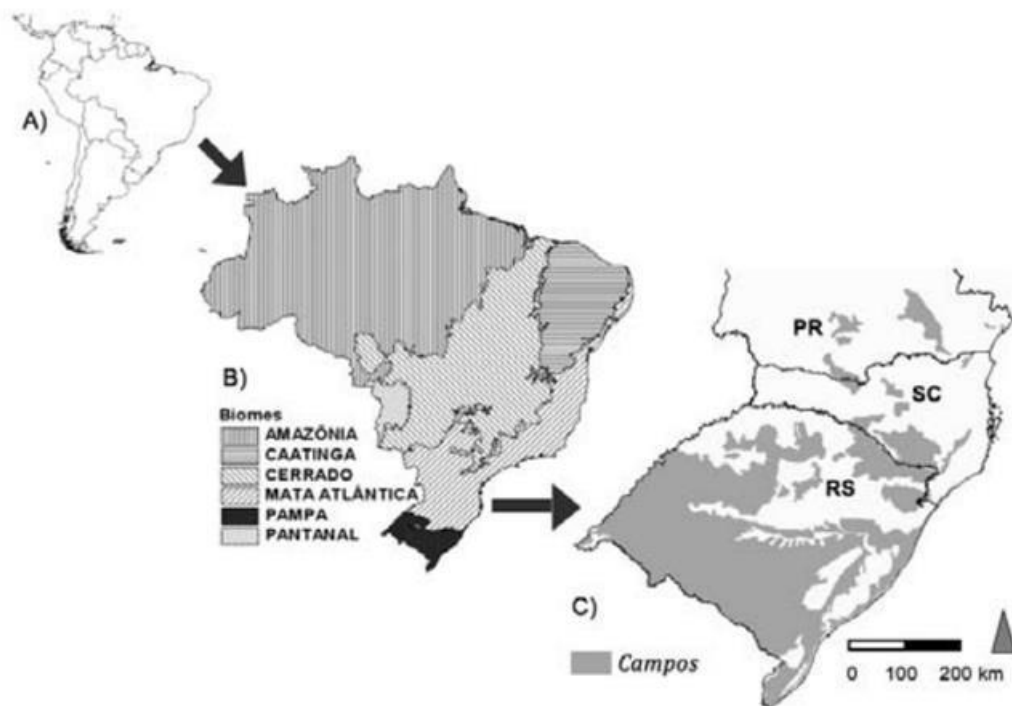 A)
B)
Biomes
AMAZÔNIA
CAATINGA
CERRADO
MATA ATLÂNTICA
PAMPA
PANTANAL
PR
SC
RS
C)
Campos
0 100 200 km